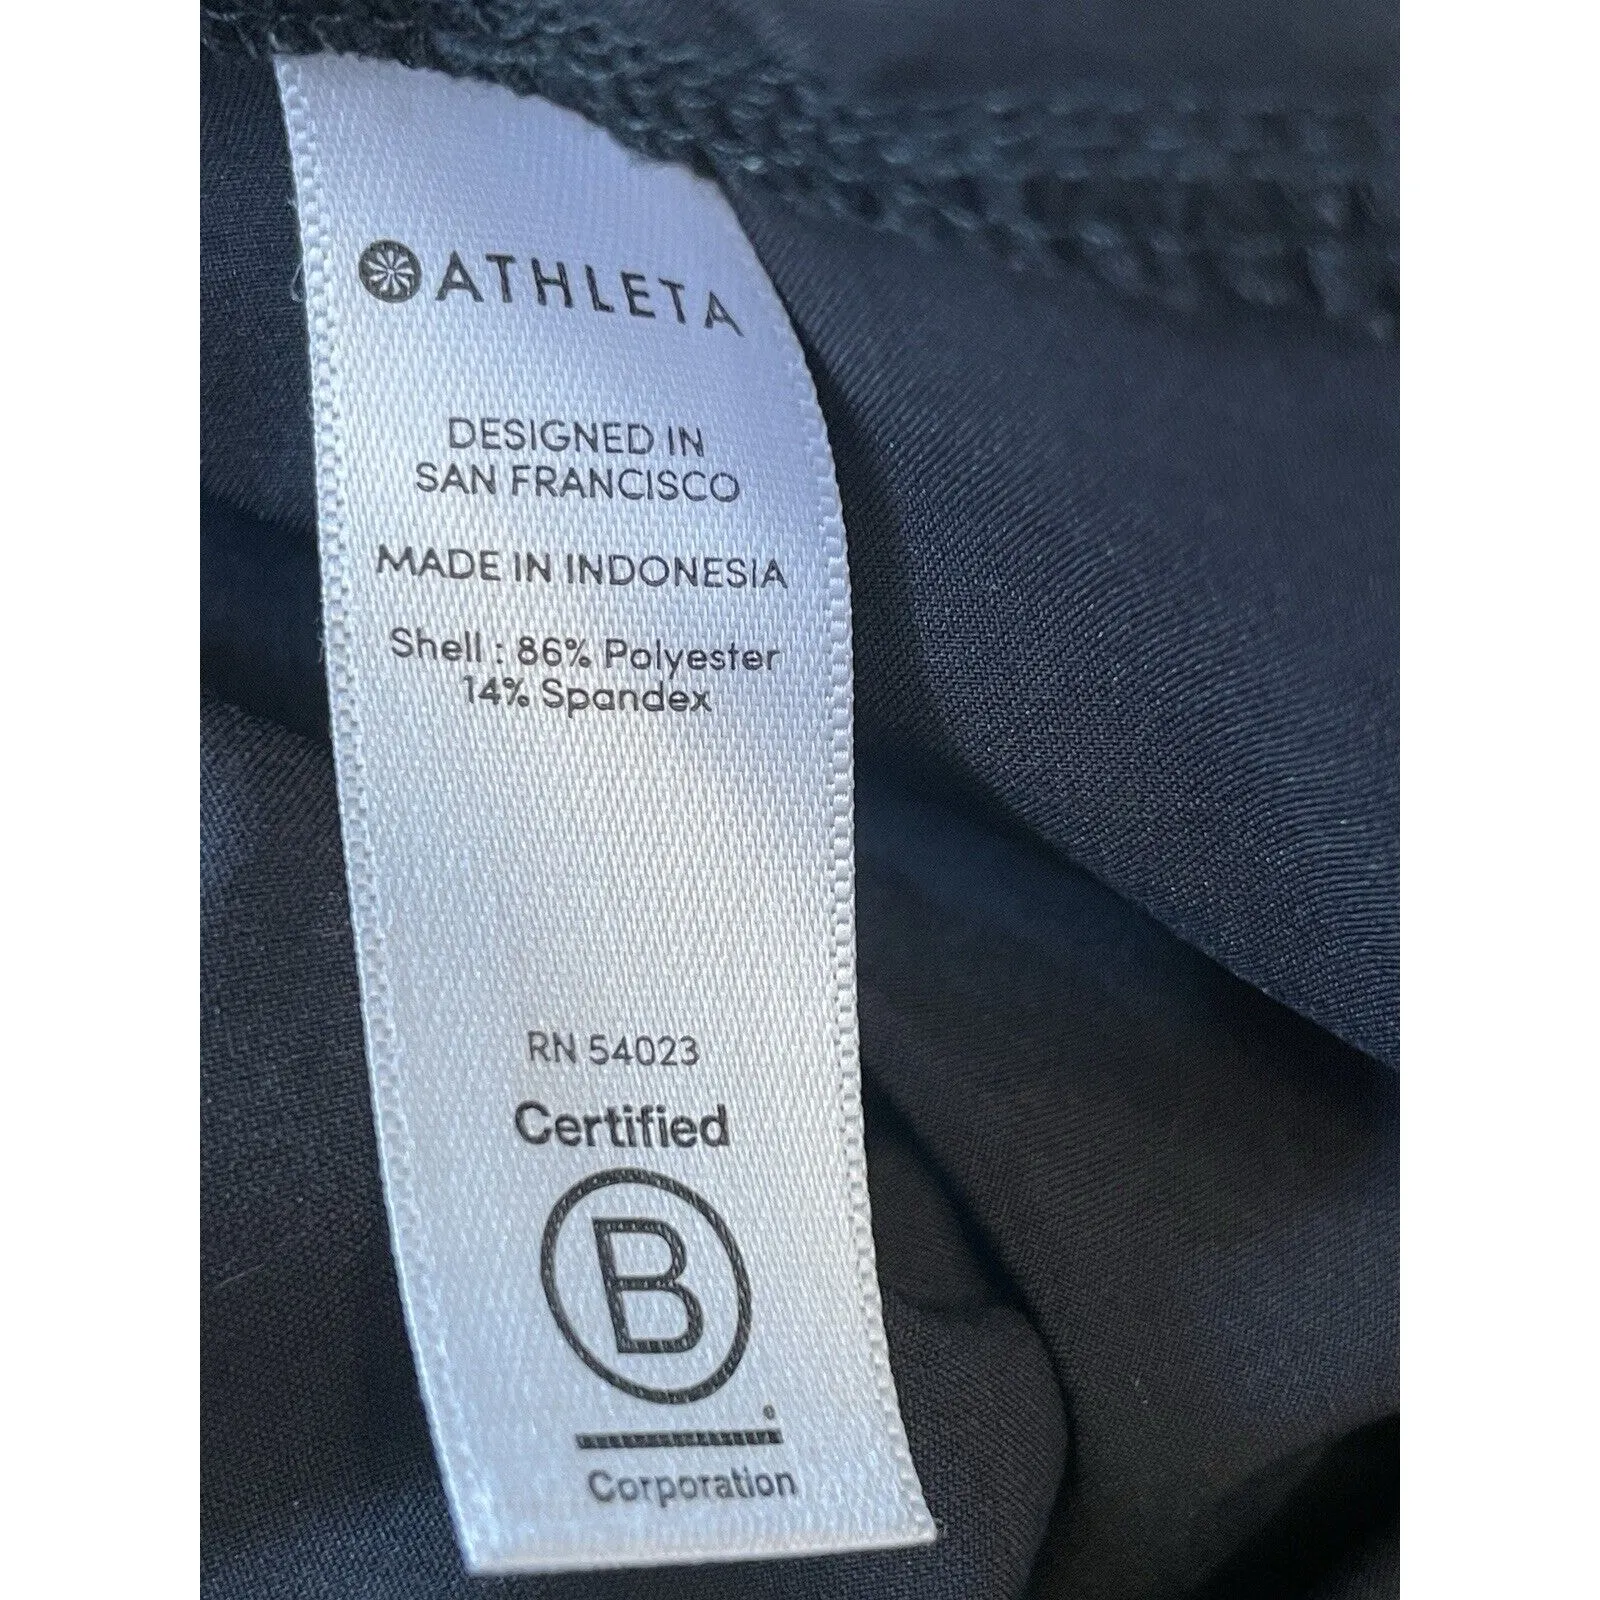 ATHLETA
DESIGNED IN
SAN FRANCISCO
MADE IN INDONESIA
Shell : 86% Polyester
14% Spandex
RN 54023
Certified
B
Corporation